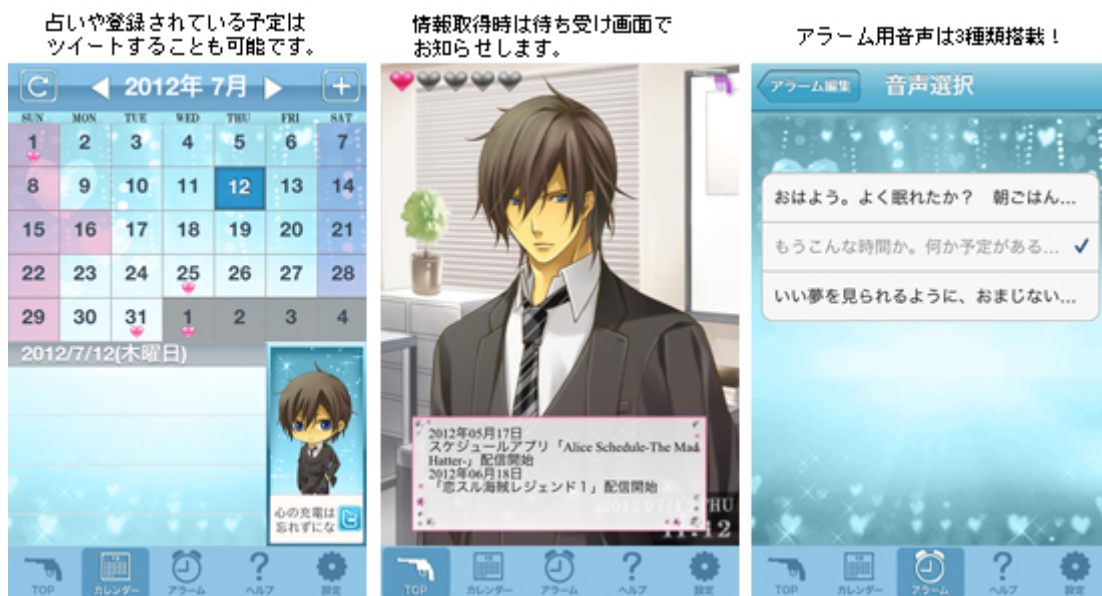 占いや登録されている予定は
ツイートすることも可能です。
2012年 7月
SUN MON TUE WED THU FRI SAT
1 2 3 4 5 6 7
8 9 10 11 12 13 14
15 16 17 18 19 20 21
22 23 24 25 26 27 28
29 30 31 1 2 3 4
2012/7/12(木曜日)
心の充電は
忘れずにな
TOP カレンダー アラーム ヘルプ 設定
情報取得時は待ち受け画面で
お知らせします。
2012年05月17日
スケジュールアプリ「Alice Schedule-The Mad
Hatter-」配信開始
2012年06月18日
「恋スル海賊レジェンド1」配信開始
THU
11:12
TOP カレンダー アラーム ヘルプ 設定
アラーム用音声は3種類搭載！
アラーム編集 音声選択
おはよう。よく眠れたか？　朝ごはん...
もうこんな時間か。何か予定がある...
いい夢を見られるように、おまじない...
TOP カレンダー アラーム ヘルプ 設定